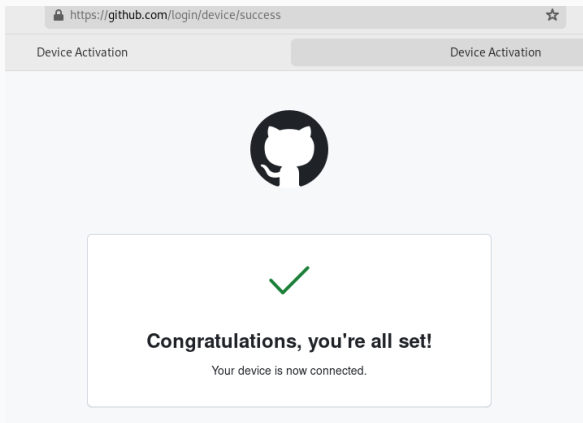 https://github.com/login/device/success
Device Activation
Device Activation
Congratulations, you're all set!
Your device is now connected.